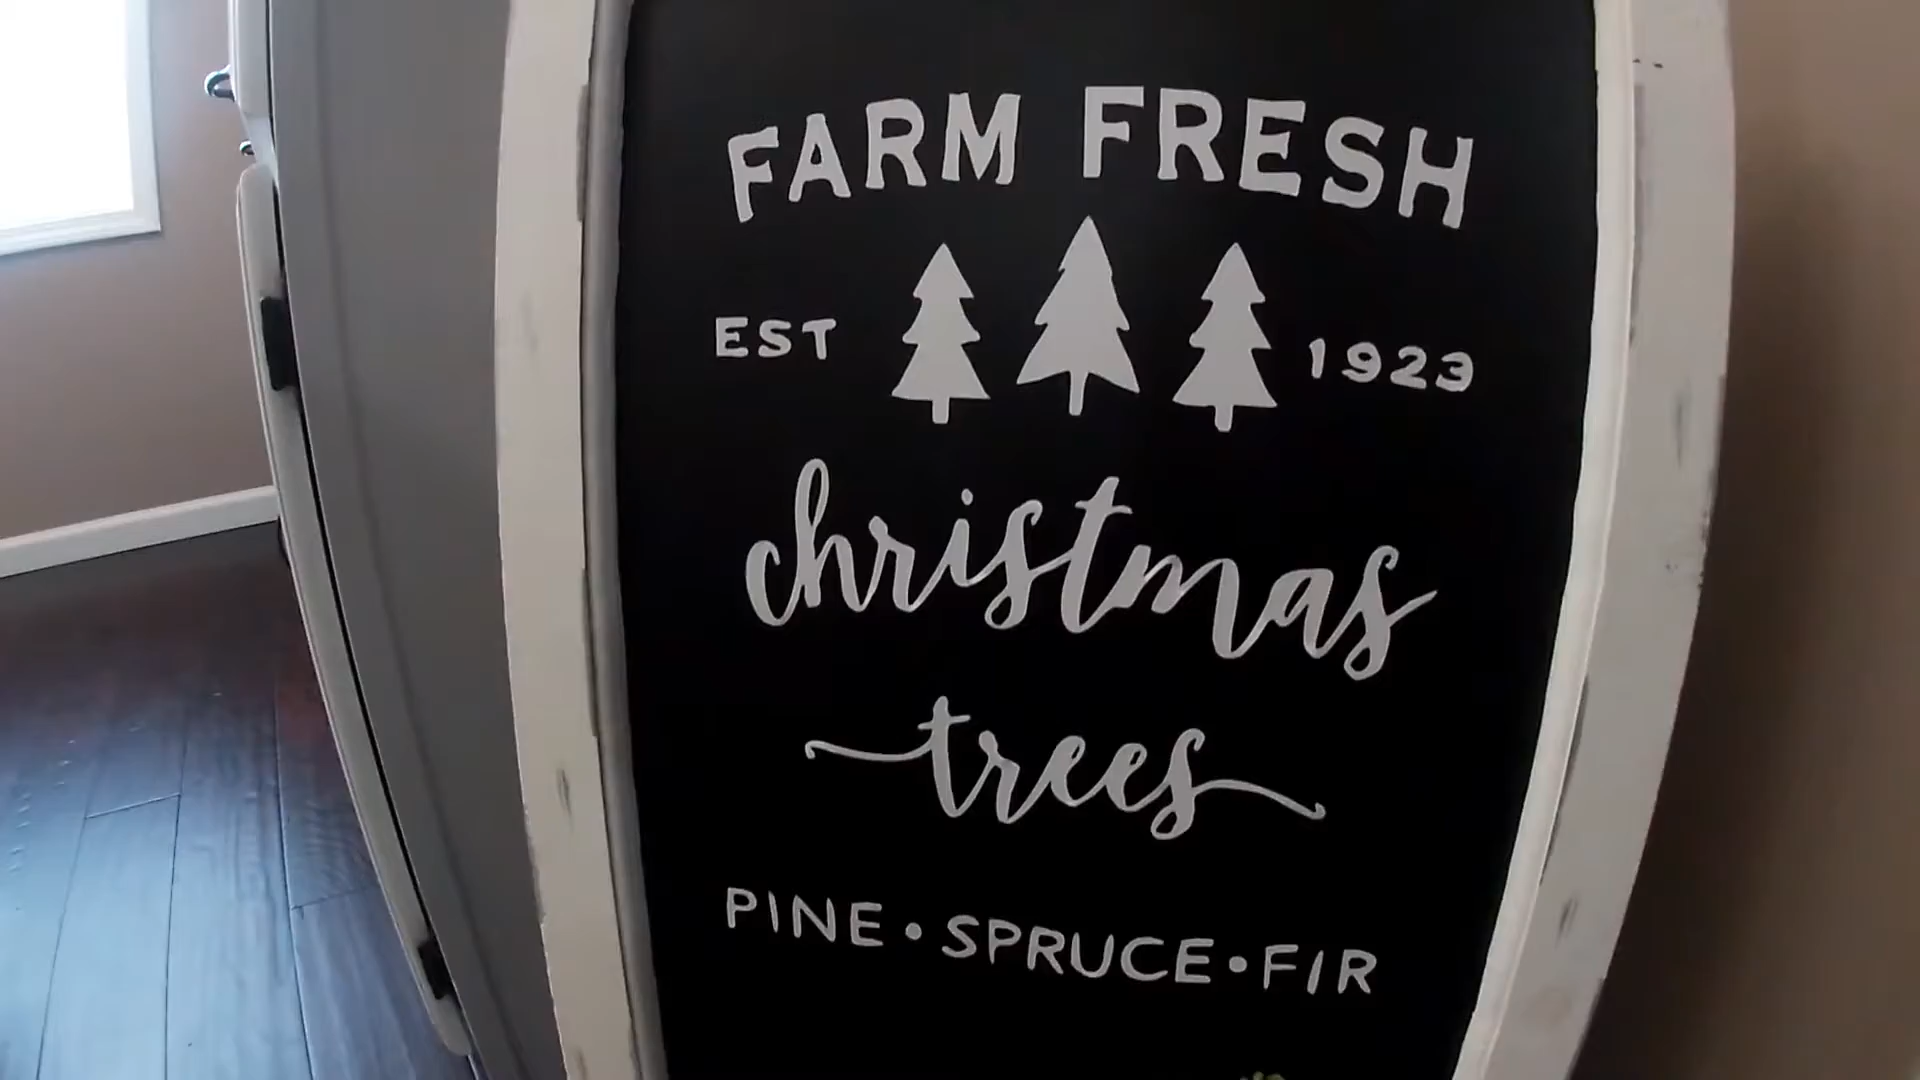 FARM FRESH
EST 1923
christmas
trees
PINE • SPRUCE • FIR